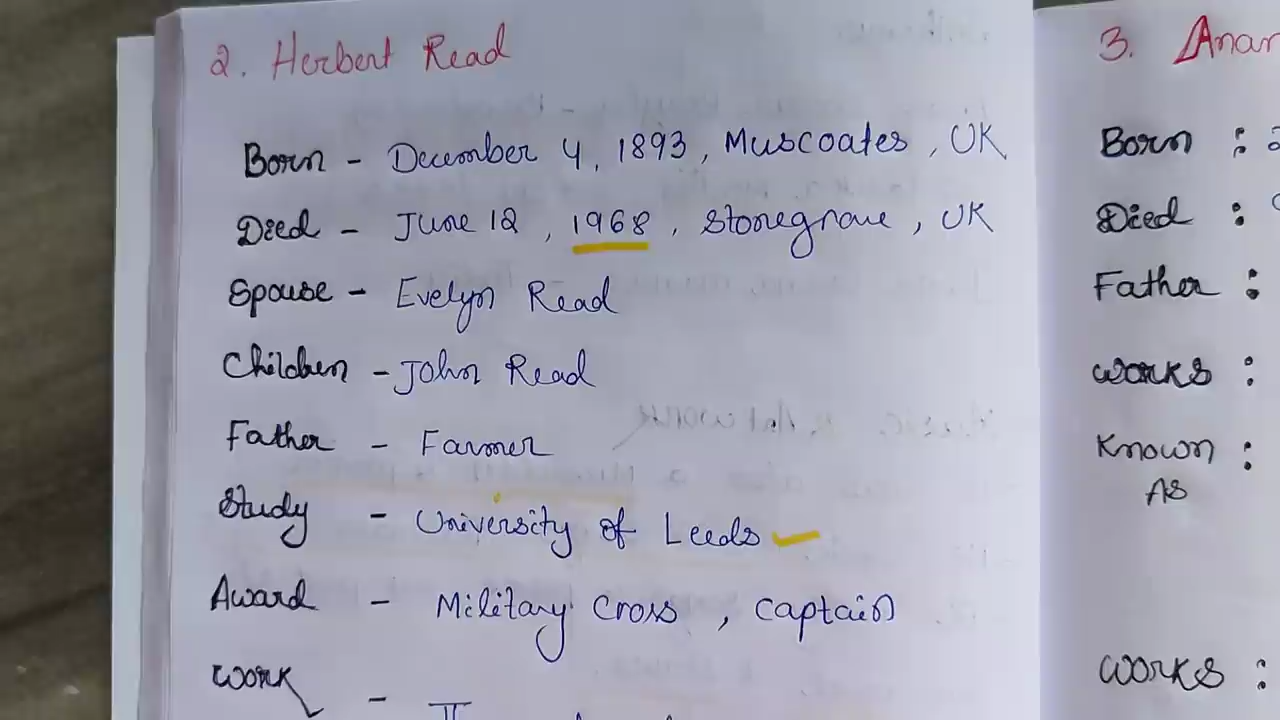 2. Herbert Read
Born - December 4, 1893, Muscoates, UK
Died - June 12, 1968, Stonegrave, UK
Spouse - Evelyn Read
Children - John Read
Father - Farmer
Study - University of Leeds
Award - Military Cross, Captain
Work -
3.
Born :
Died :
Father :
Works :
Known :
As
Works :